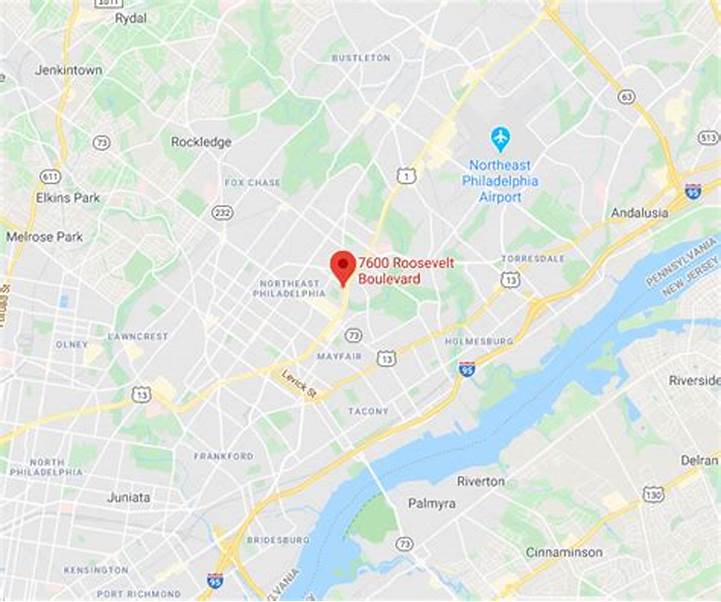 Rydal
BUSTLETON
Jenkintown
63
73
Rockledge
513
Northeast
Philadelphia
Airport
1
611
FOX CHASE
95
Elkins Park
232
Andalusia
Melrose Park
PENNSYLVANIA
NEW JERSEY
7600 Roosevelt
Boulevard
TORRESDALE
13
NORTHEAST
PHILADELPHIA
73
LAWNCREST
OLNEY
HOLMESBURG
MAYFAIR
13
95
Levick St
Riverside
13
TACONY
FRANKFORD
NORTH
PHILADELPHIA
Delran
Riverton
Juniata
Palmyra
130
BRIDESBURG
73
Cinnaminson
KENSINGTON
95
PORT RICHMOND